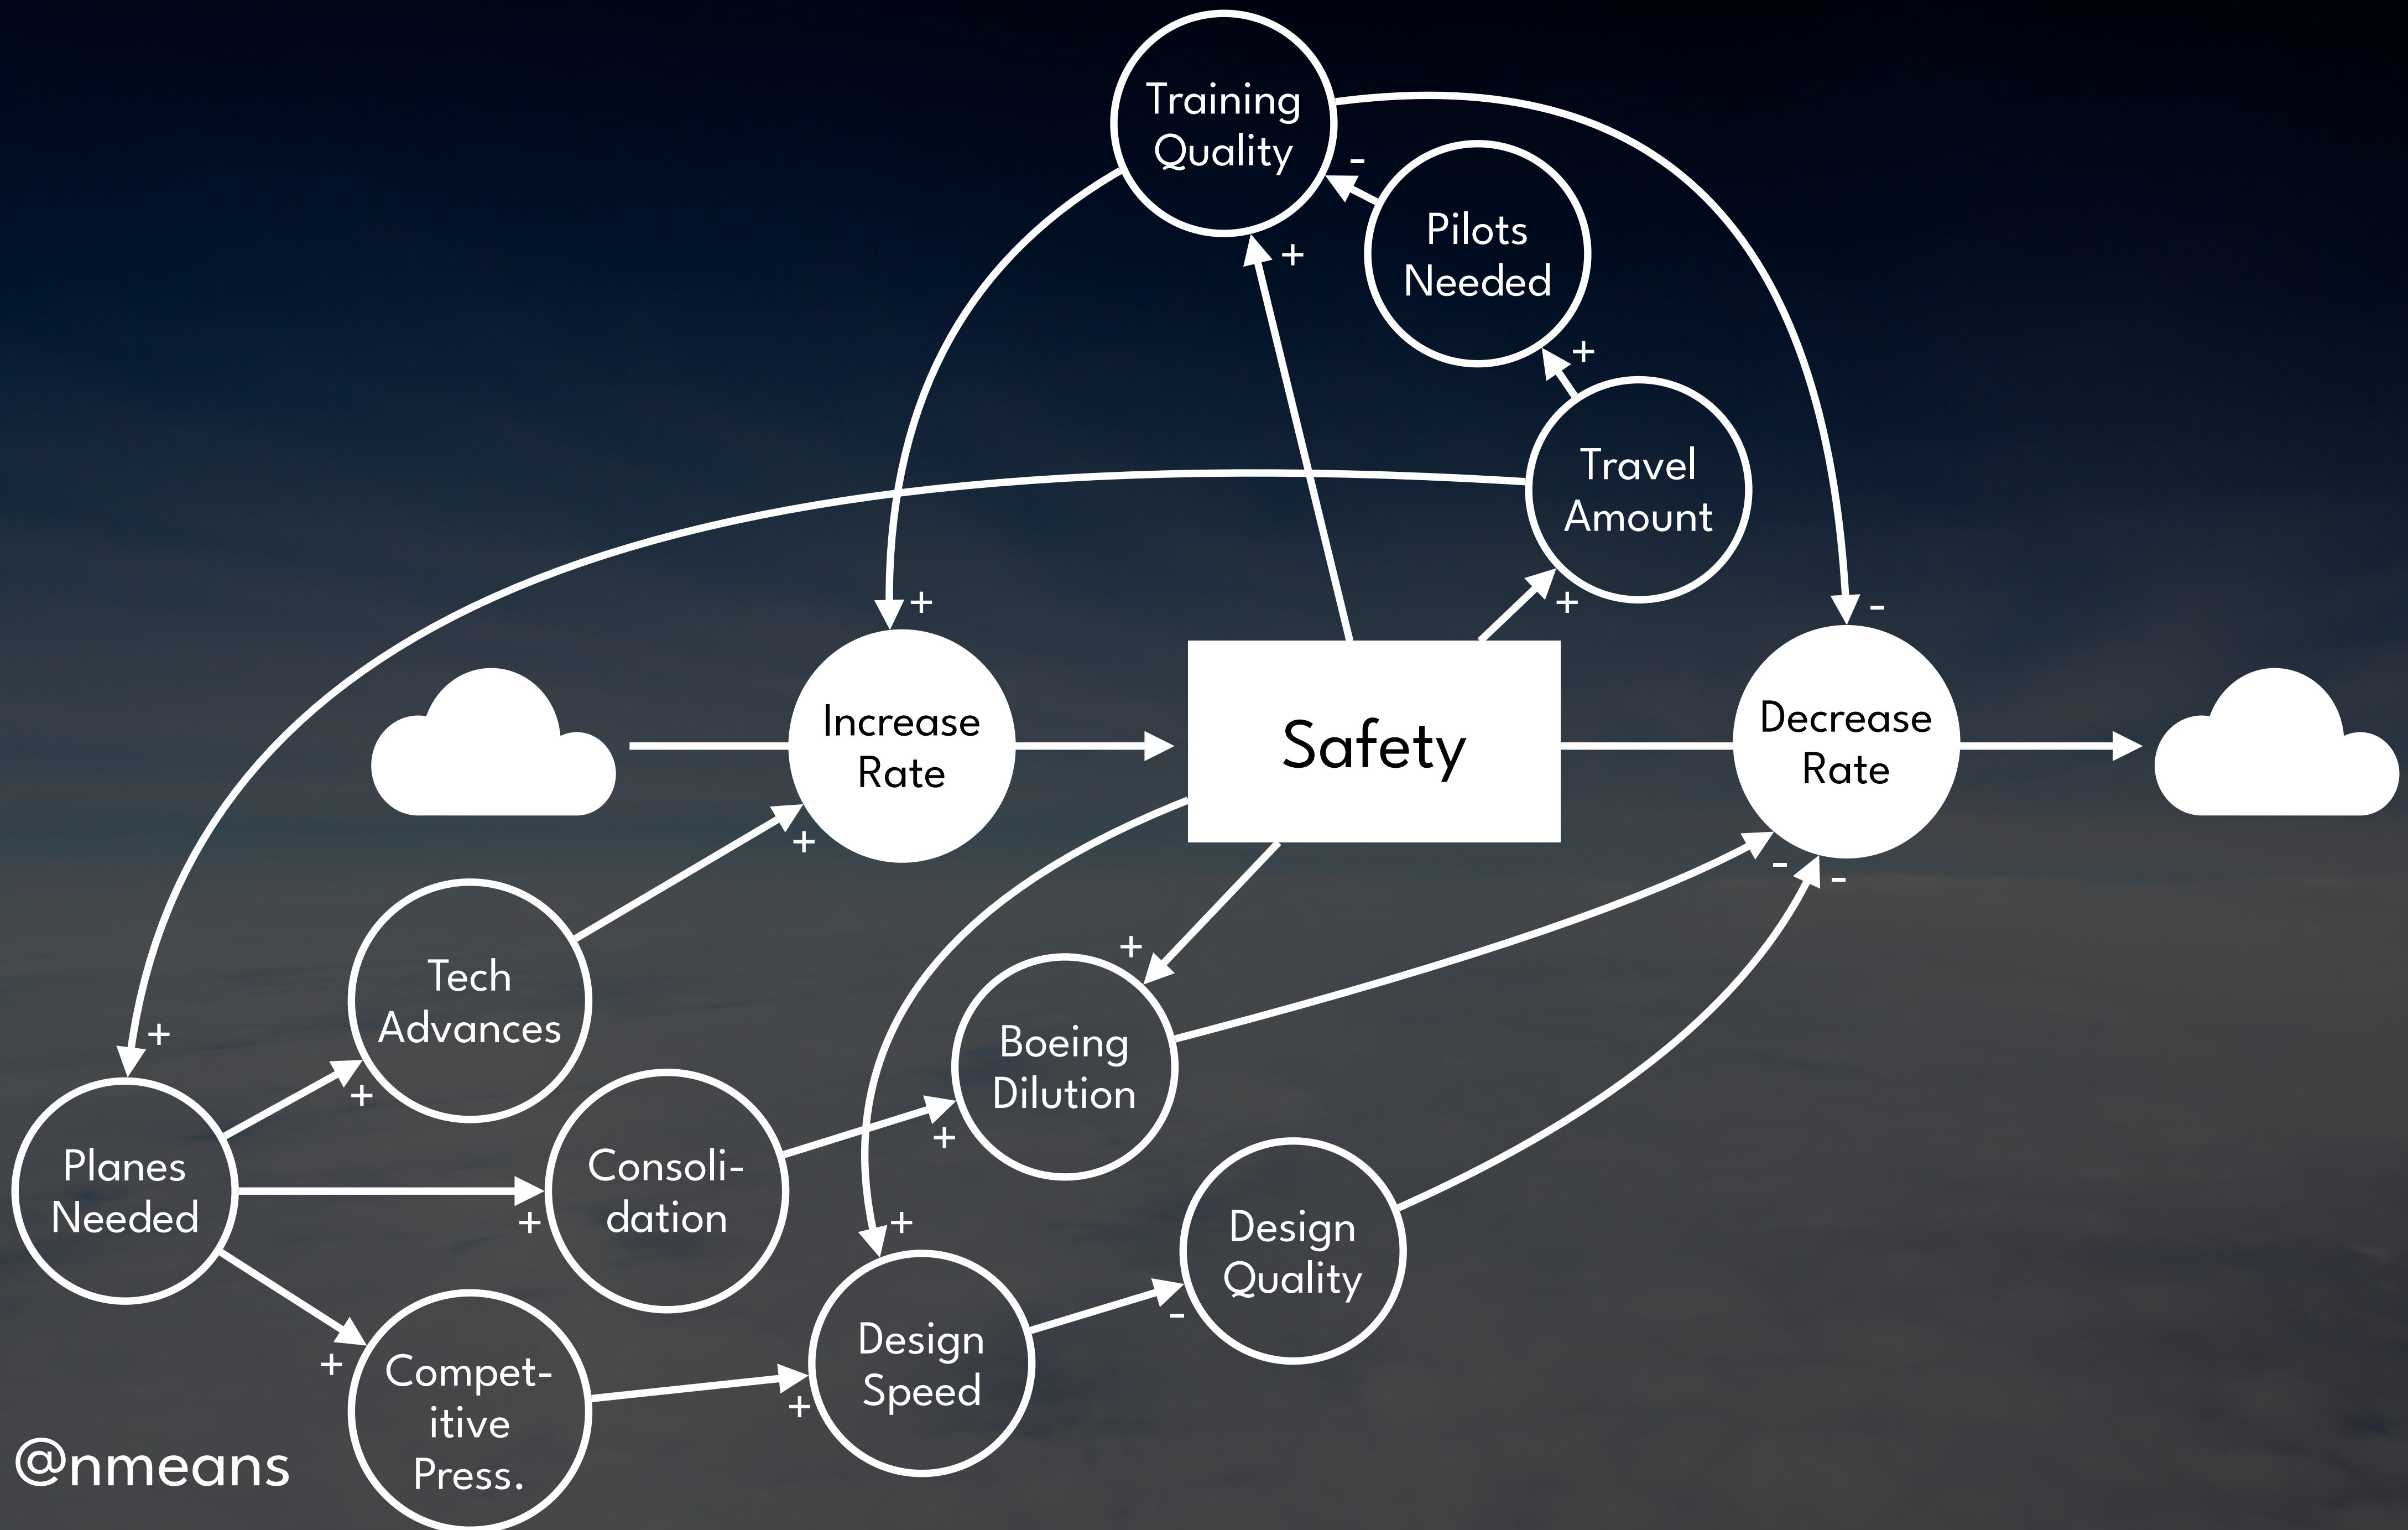 Training
Quality
-
Pilots
Needed
+
+
Travel
Amount
+
+
-
Increase
Rate
Safety
Decrease
Rate
+
-
-
Tech
Advances
+
Boeing
Dilution
+
+
+
Planes
Needed
Consoli-
dation
+
+
Design
Quality
-
+
Compet-
itive
Press.
+
Design
Speed
+
@nmeans